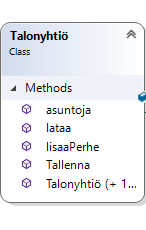 Talonyhtiö
Class
Methods
asuntoja
lataa
lisaaPerhe
Tallenna
Talonyhtiö (+ 1...